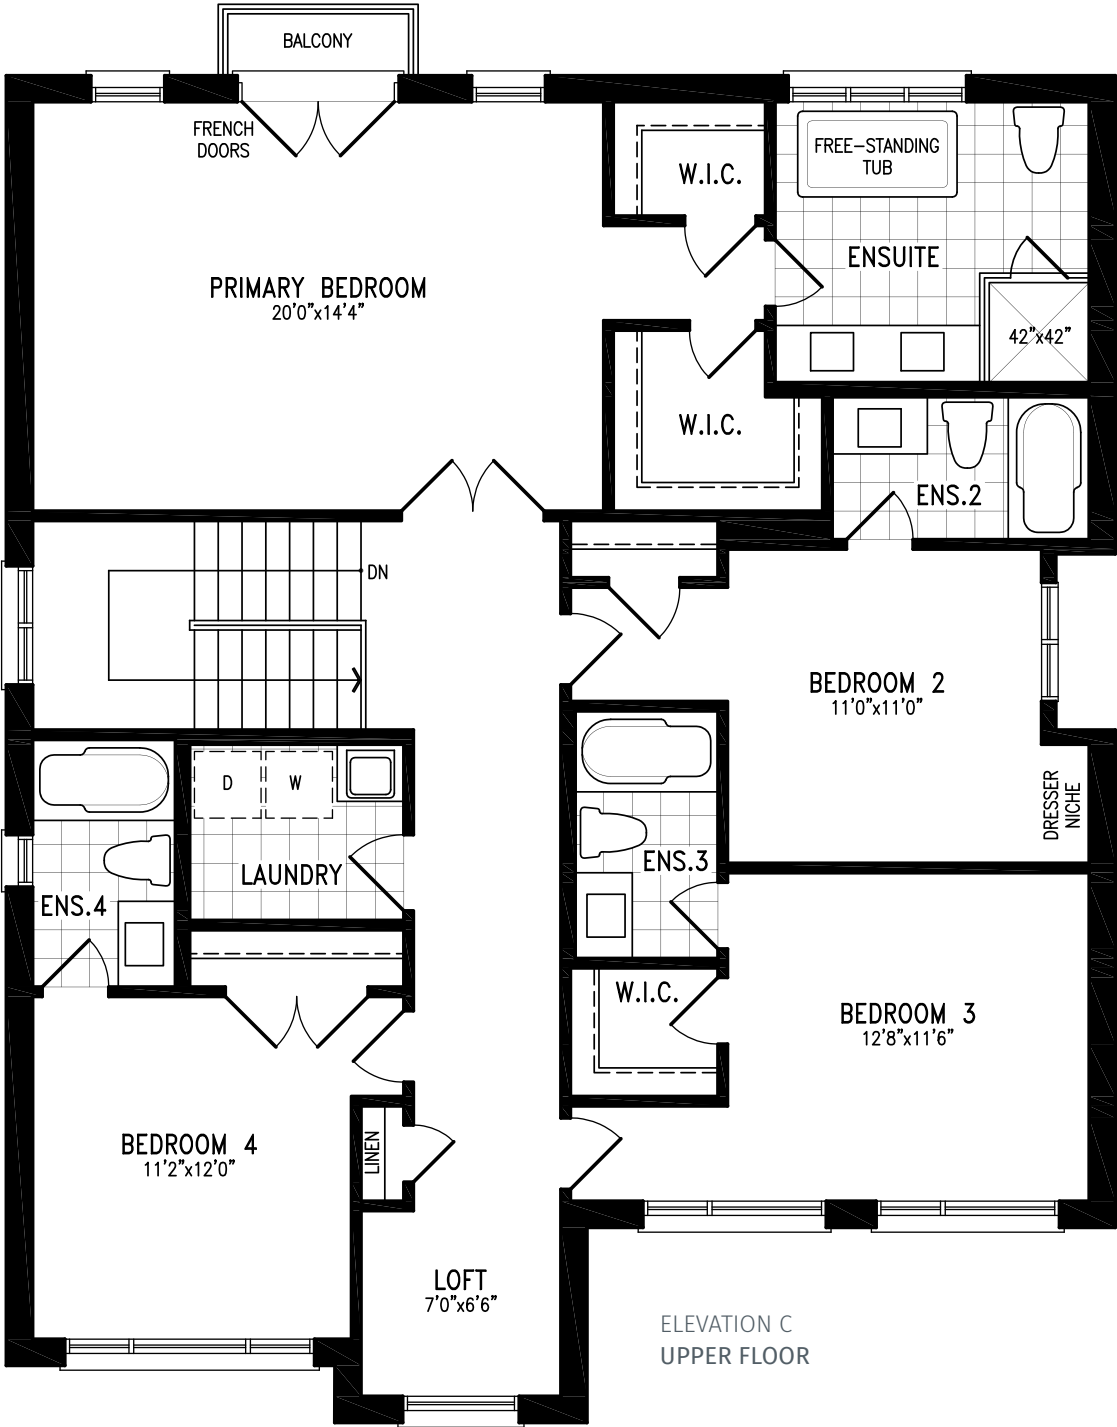 BALCONY
FRENCH
DOORS
W.I.C.
FREE-STANDING
TUB
PRIMARY BEDROOM
20'0"x14'4"
ENSUITE
42"x42"
W.I.C.
ENS.2
DN
BEDROOM 2
11'0"x11'0"
DRESSER
NICHE
D
W
LAUNDRY
ENS.3
ENS.4
W.I.C.
BEDROOM 3
12'8"x11'6"
BEDROOM 4
11'2"x12'0"
LINEN
LOFT
7'0"x6'6"
ELEVATION C
UPPER FLOOR